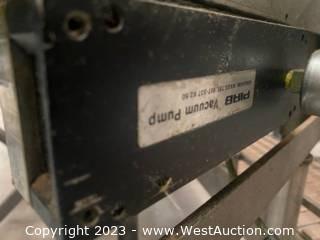 PIAB
Vacuum Pump
Copyright 2023 - www.WestAuction.com